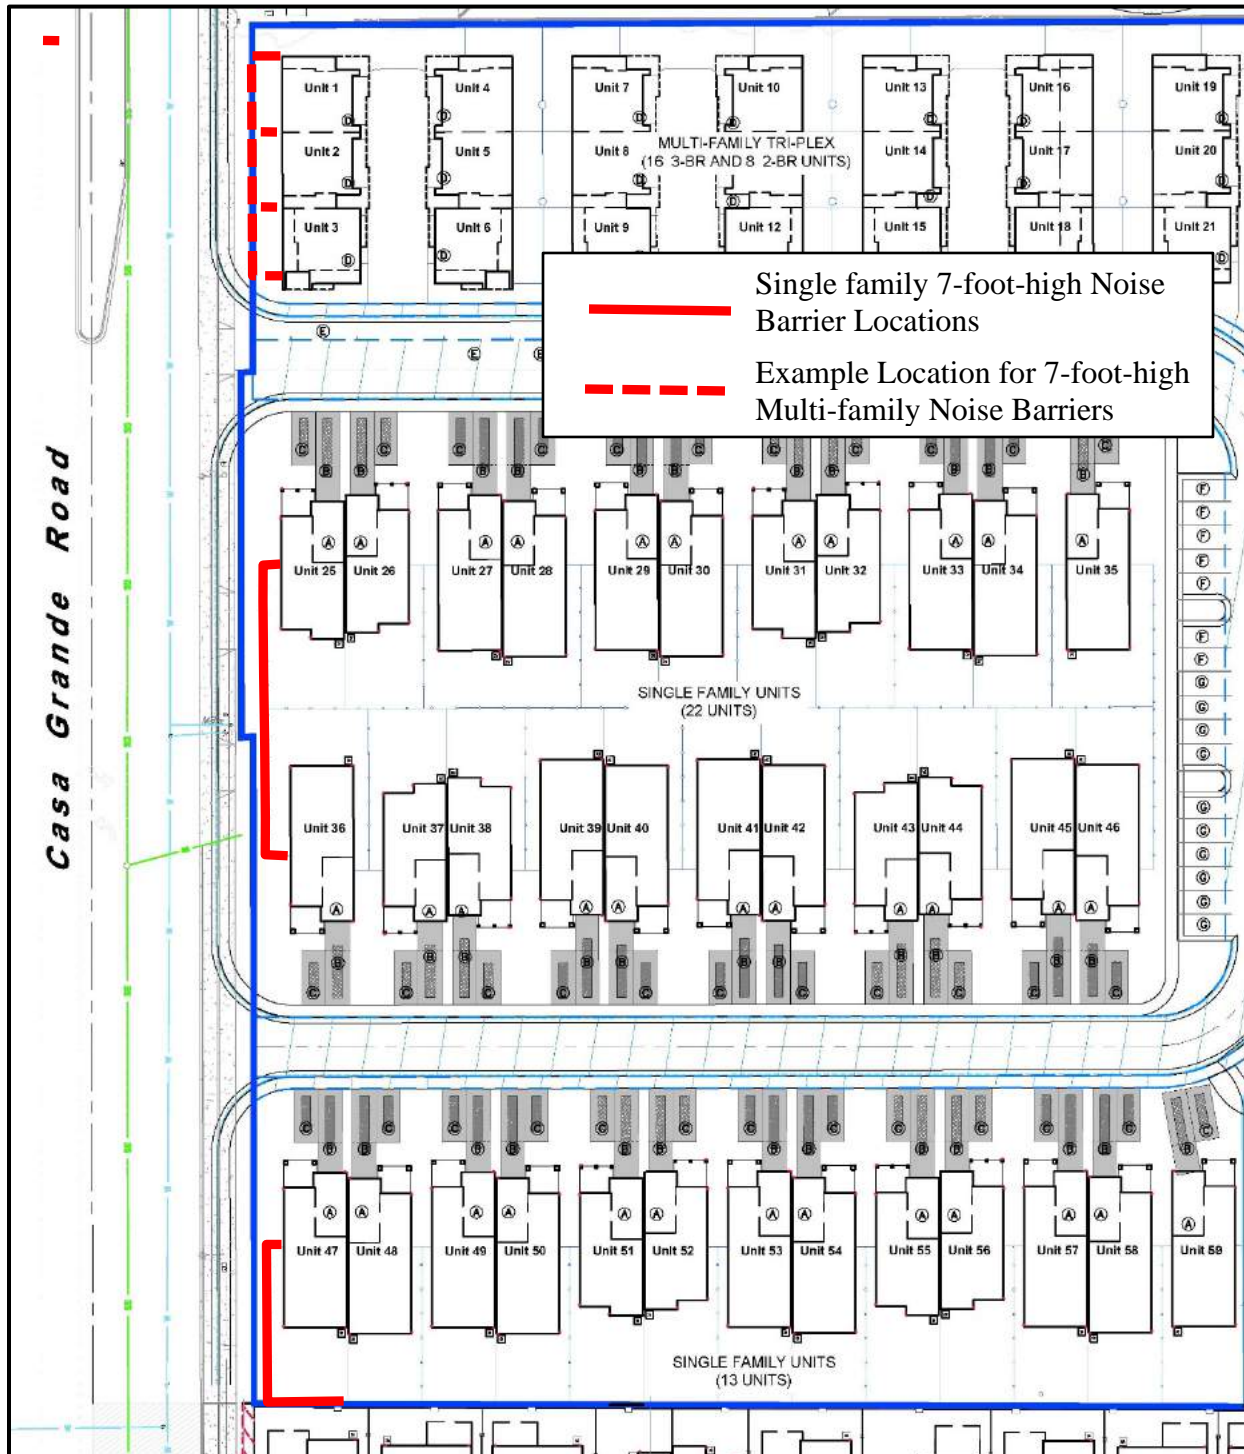 Unit 1
Unit 4
Unit 7
Unit 10
Unit 13
Unit 16
Unit 19
MULTI-FAMILY TRI-PLEX
(16 3-BR AND 8 2-BR UNITS)
Unit 2
Unit 5
Unit 8
Unit 14
Unit 17
Unit 20
Unit 3
Unit 6
Unit 9
Unit 12
Unit 15
Unit 18
Unit 21
Single family 7-foot-high Noise
Barrier Locations
Example Location for 7-foot-high
Multi-family Noise Barriers
Casa Grande Road
Unit 25
Unit 26
Unit 27
Unit 28
Unit 29
Unit 30
Unit 31
Unit 32
Unit 33
Unit 34
Unit 35
SINGLE FAMILY UNITS
(22 UNITS)
Unit 36
Unit 37
Unit 38
Unit 39
Unit 40
Unit 41
Unit 42
Unit 43
Unit 44
Unit 45
Unit 46
Unit 47
Unit 48
Unit 49
Unit 50
Unit 51
Unit 52
Unit 53
Unit 54
Unit 55
Unit 56
Unit 57
Unit 58
Unit 59
SINGLE FAMILY UNITS
(13 UNITS)